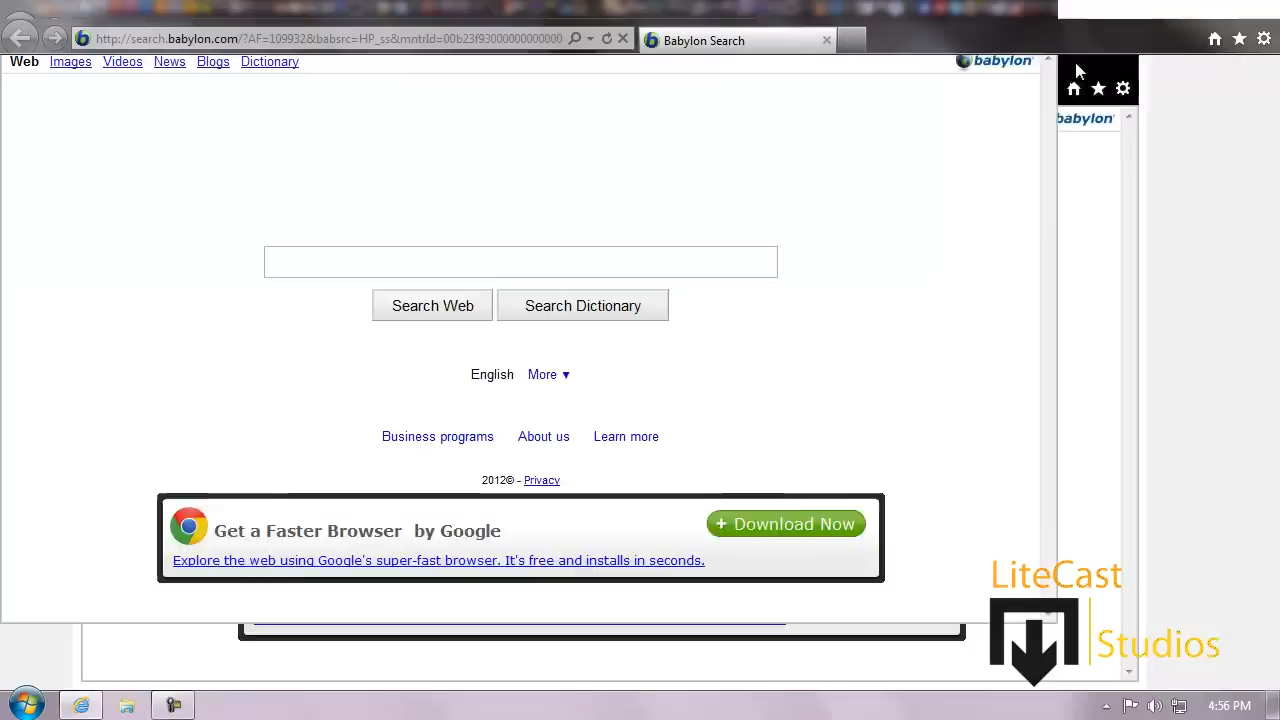 http://search.babylon.com/?AF=109932&babsrc=HP_ss&mntrId=00b23f93000000000000
Babylon Search
Web Images Videos News Blogs Dictionary
babylon
babylon
Search Web
Search Dictionary
English More ▼
Business programs About us Learn more
2012© - Privacy
Get a Faster Browser by Google
+ Download Now
Explore the web using Google's super-fast browser. It's free and installs in seconds.
LiteCast
Studios
4:56 PM